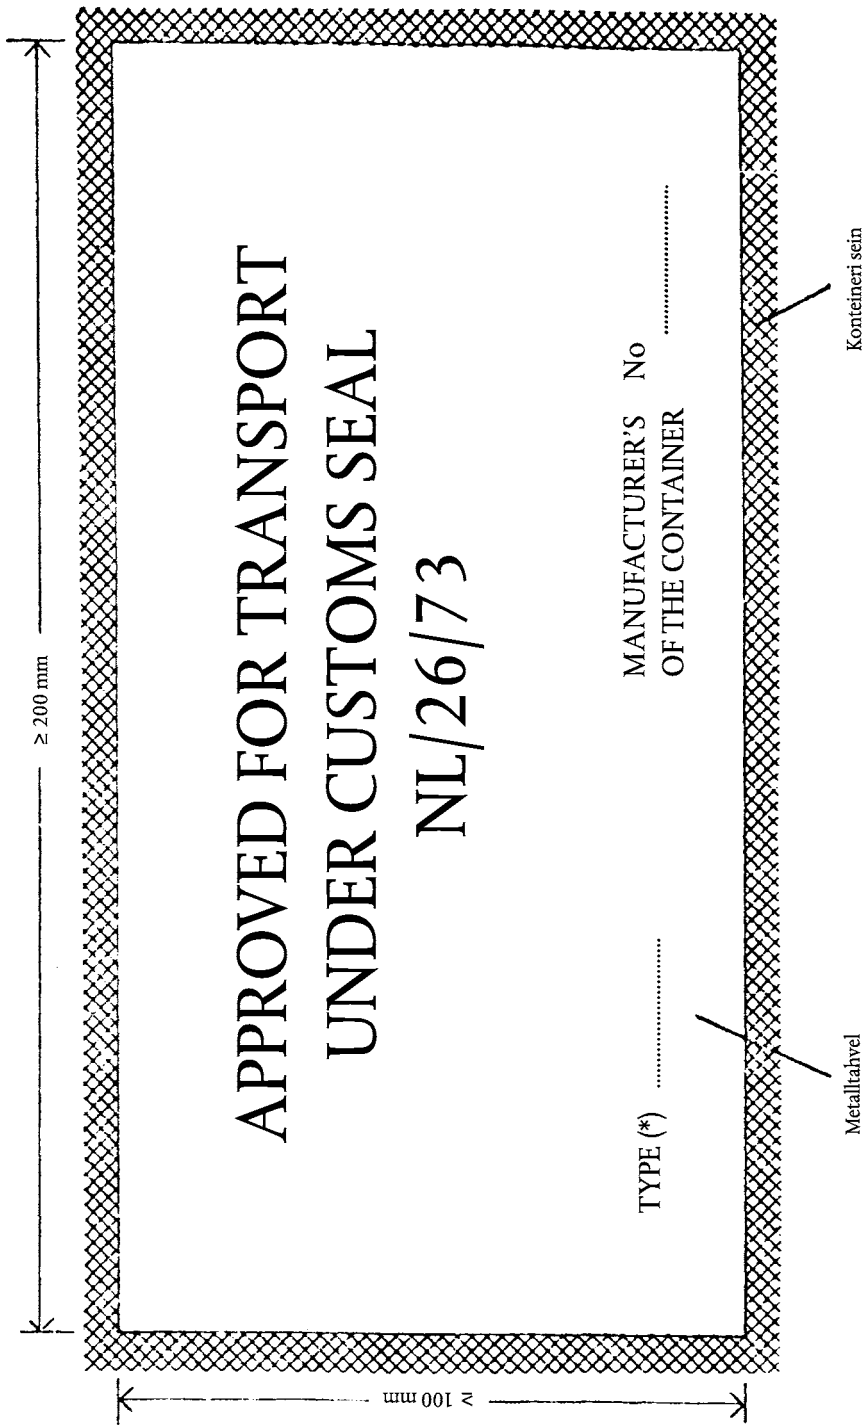 ≥ 200 mm
≥ 100 mm
APPROVED FOR TRANSPORT
UNDER CUSTOMS SEAL
NL/26/73
TYPE (*) ....................
MANUFACTURER'S No ....................
OF THE CONTAINER
Metalltahvel
Konteineri sein